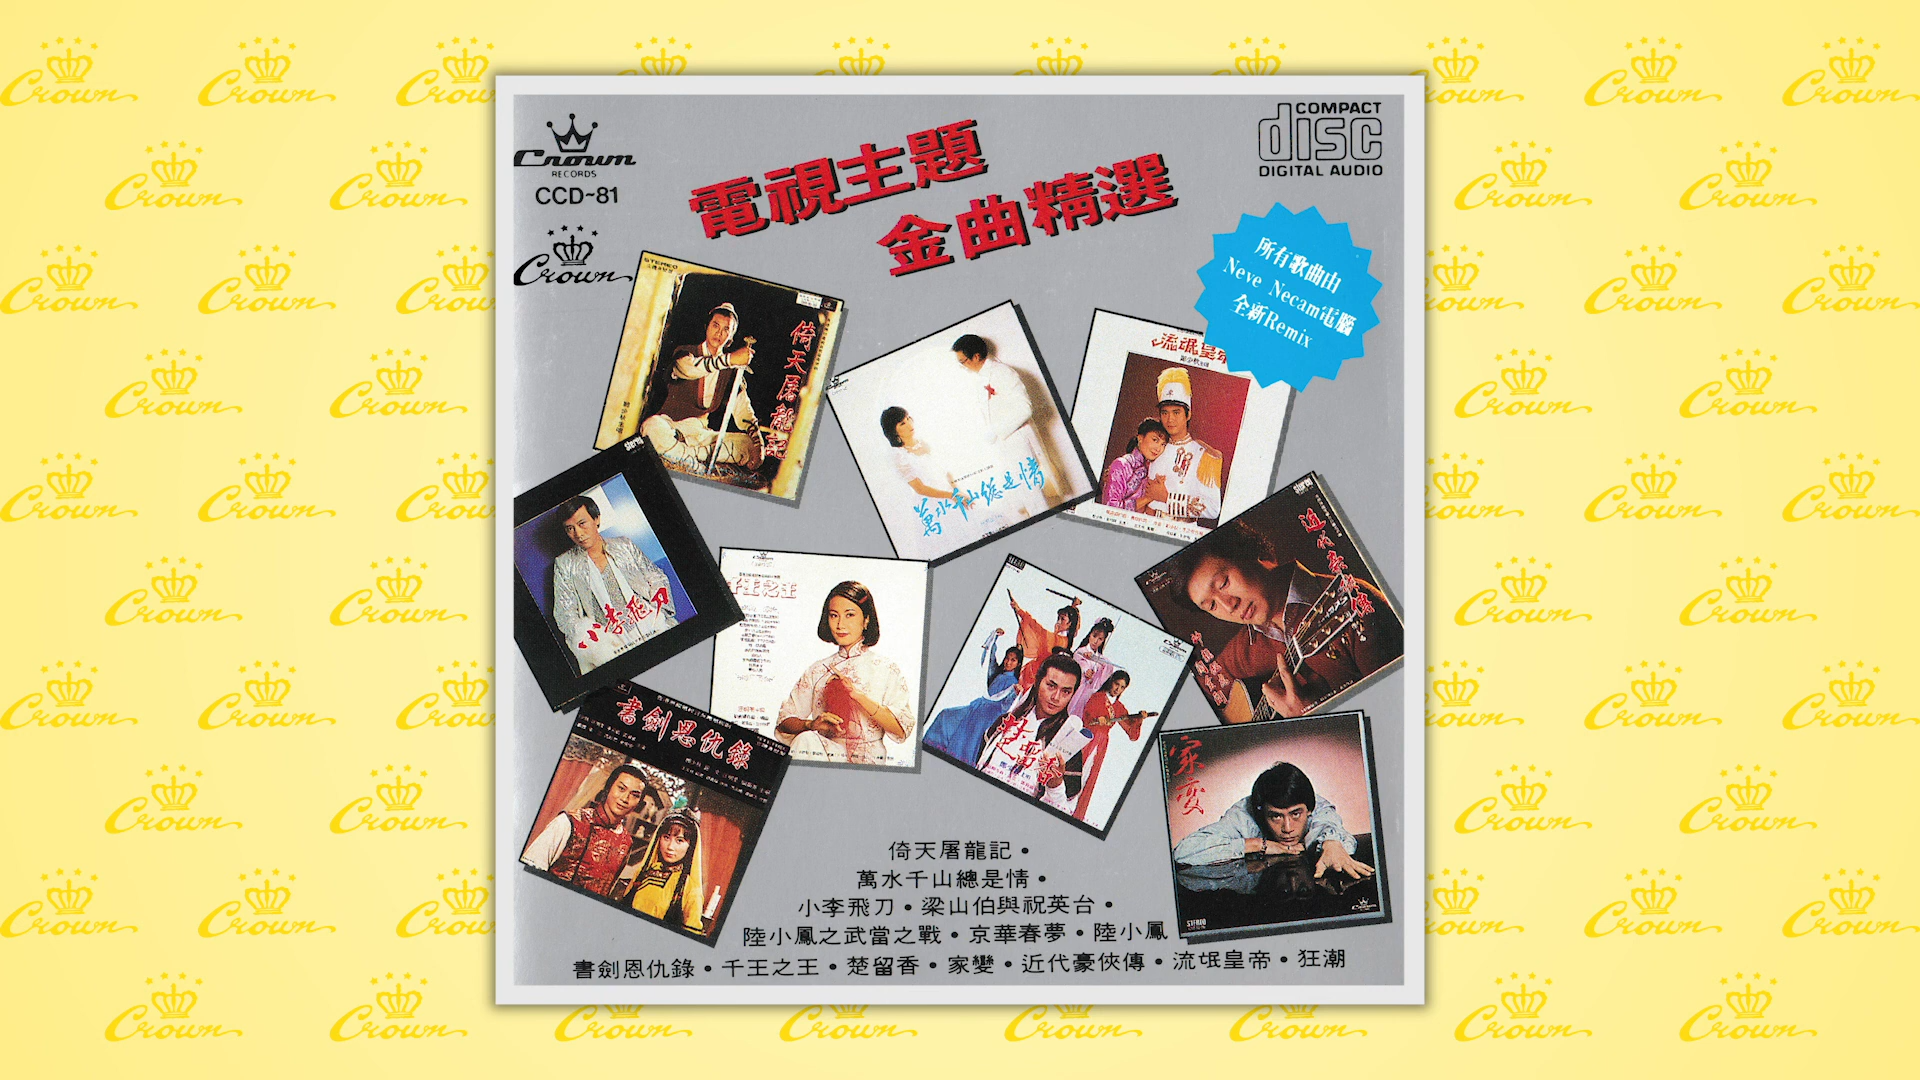 Crown
RECORDS
CCD~81
Crown
COMPACT
disc
DIGITAL AUDIO
電視主題
金曲精選
所有歌曲由
Neve Necam電腦
全新Remix
STEREO
倚天屠龍記
萬水千山總是情
流氓皇帝
stereo
小李飛刀
Crown
千王之王
楚留香
stereo
近代豪俠傳
書劍恩仇錄
家變
STEREO
倚天屠龍記•
萬水千山總是情•
小李飛刀•梁山伯與祝英台•
陸小鳳之武當之戰•京華春夢•陸小鳳
書劍恩仇錄•千王之王•楚留香•家變•近代豪俠傳•流氓皇帝•狂潮